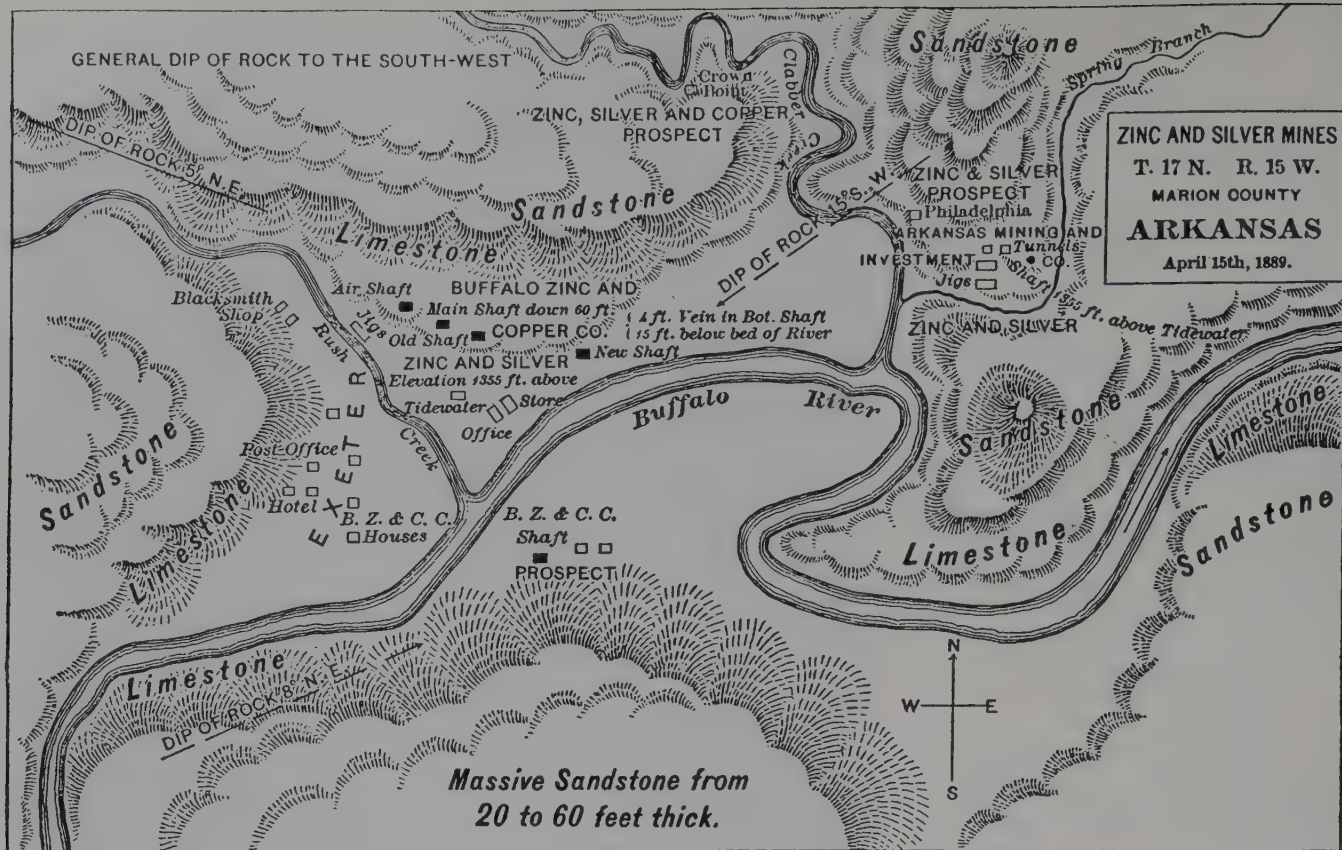 GENERAL DIP OF ROCK TO THE SOUTH-WEST
DIP OF ROCK 5° N.E.
Crown
Point
ZINC, SILVER AND COPPER
PROSPECT
Clabber
Creek
Sandstone
Spring Branch
ZINC AND SILVER MINES
T. 17 N. R. 15 W.
MARION COUNTY
ARKANSAS
April 15th, 1889.
Sandstone
Limestone
DIP OF ROCK S.W.
ZINC & SILVER
PROSPECT
Philadelphia
ARKANSAS MINING AND
Tunnels
INVESTMENT
CO.
Jigs
Shaft 1355 ft. above Tidewater
ZINC AND SILVER
Blacksmith
Shop
Rush
Creek
Jigs
Air Shaft
BUFFALO ZINC AND
Main Shaft down 60 ft.
Old Shaft
COPPER CO.
4 ft. Vein in Bot. Shaft
15 ft. below bed of River
New Shaft
ZINC AND SILVER
Elevation 1355 ft. above
Tidewater
Store
Office
Buffalo River
Sandstone
Limestone
EXETER
Post-Office
Hotel
B. Z. & C. C.
Houses
B. Z. & C. C.
Shaft
PROSPECT
Sandstone
Limestone
Limestone
Sandstone
Limestone
DIP OF ROCK 8° N.E.
Massive Sandstone from
20 to 60 feet thick.
N
W E
S